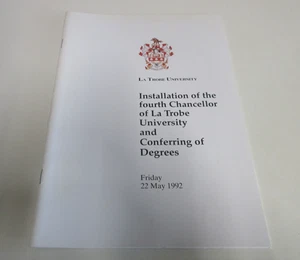 LA TROBE UNIVERSITY
Installation of the
fourth Chancellor
of La Trobe
University
and
Conferring of
Degrees
Friday
22 May 1992